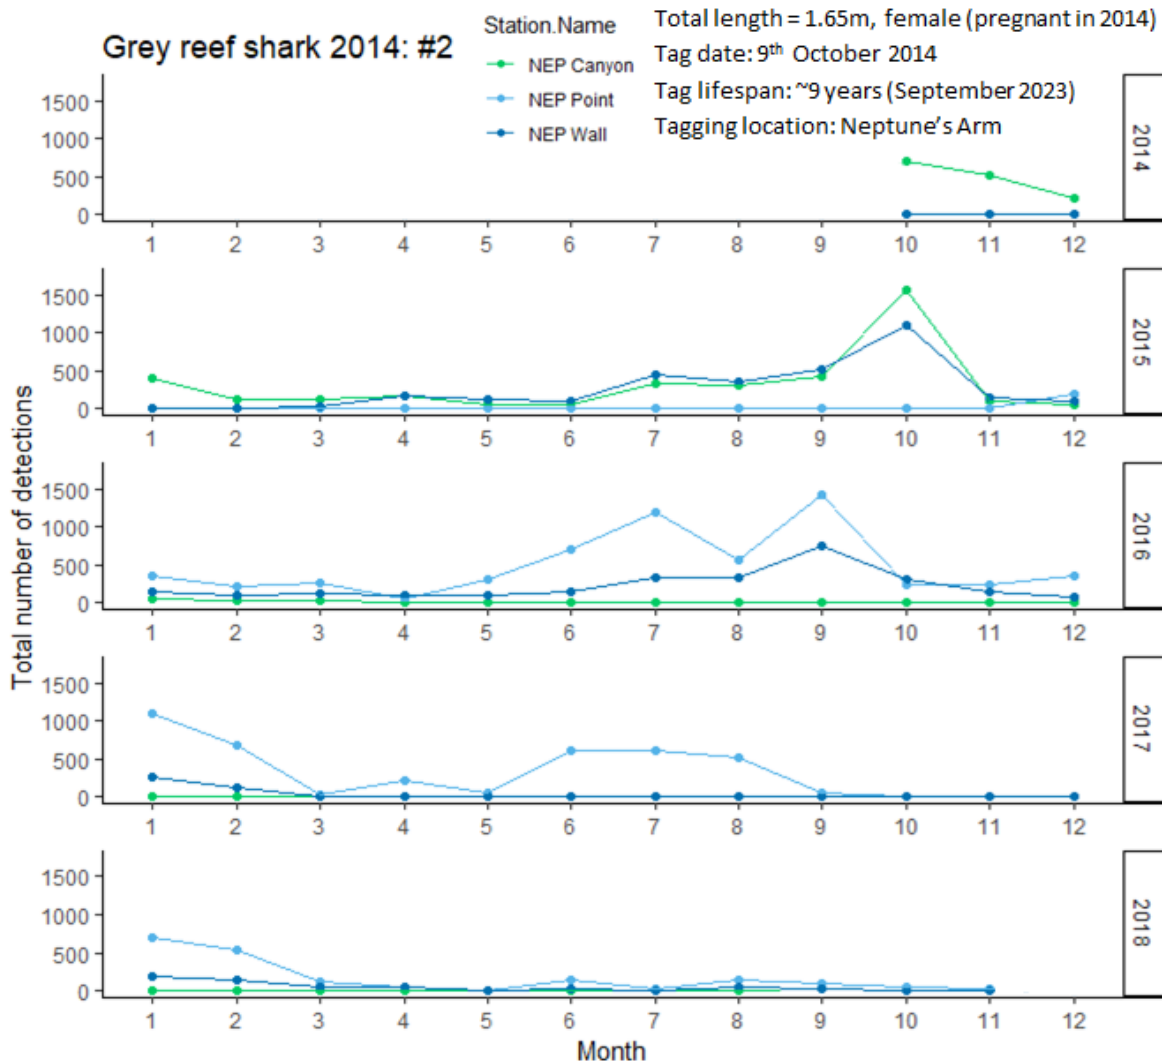 Grey reef shark 2014: #2
Station.Name
NEP Canyon
NEP Point
NEP Wall
Total length = 1.65m, female (pregnant in 2014)
Tag date: 9th October 2014
Tag lifespan: ~9 years (September 2023)
Tagging location: Neptune's Arm
Total number of detections
1500
1000
500
0
1 2 3 4 5 6 7 8 9 10 11 12
2014
1500
1000
500
0
1 2 3 4 5 6 7 8 9 10 11 12
2015
1500
1000
500
0
1 2 3 4 5 6 7 8 9 10 11 12
2016
1500
1000
500
0
1 2 3 4 5 6 7 8 9 10 11 12
2017
1500
1000
500
0
1 2 3 4 5 6 7 8 9 10 11 12
2018
Month